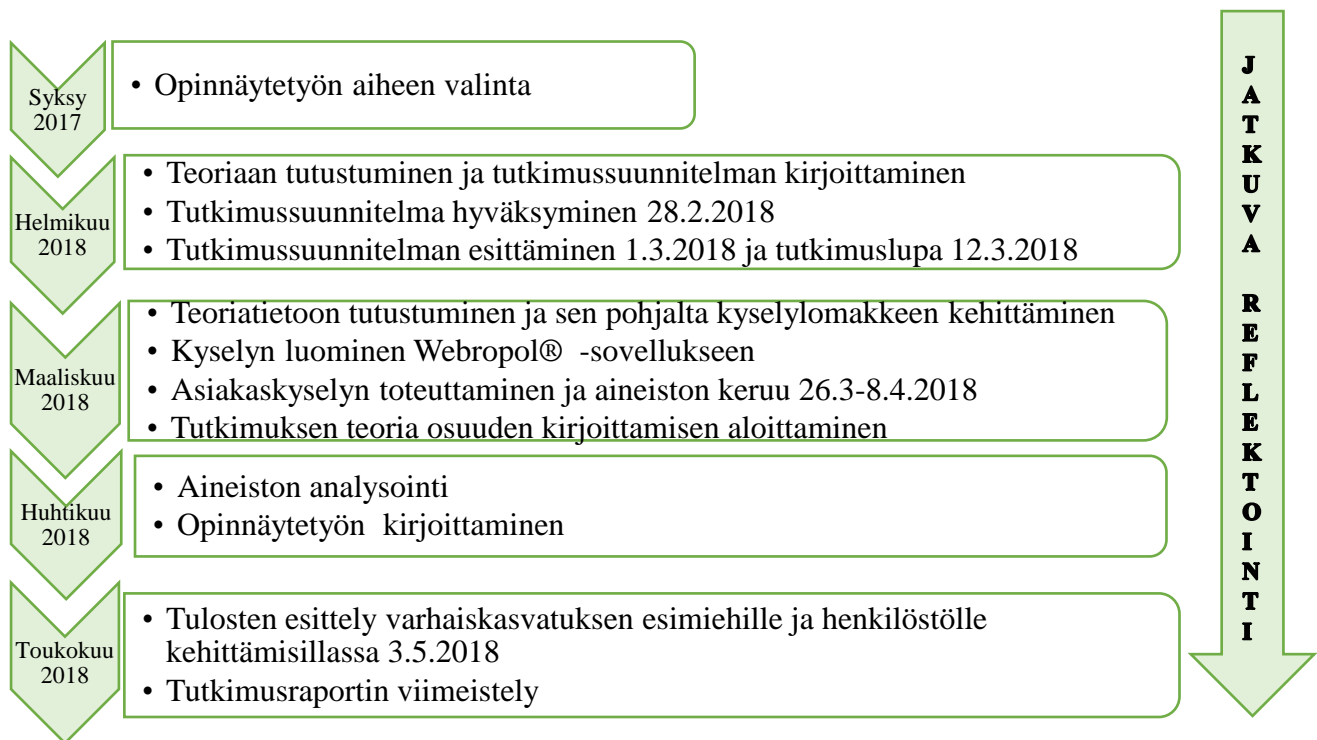 Syksy
2017
• Opinnäytetyön aiheen valinta
Helmikuu
2018
• Teoriaan tutustuminen ja tutkimussuunnitelman kirjoittaminen
• Tutkimussuunnitelma hyväksyminen 28.2.2018
• Tutkimussuunnitelman esittäminen 1.3.2018 ja tutkimuslupa 12.3.2018
Maaliskuu
2018
• Teoriatietoon tutustuminen ja sen pohjalta kyselylomakkeen kehittäminen
• Kyselyn luominen Webropol® -sovellukseen
• Asiakaskyselyn toteuttaminen ja aineiston keruu 26.3-8.4.2018
• Tutkimuksen teoria osuuden kirjoittamisen aloittaminen
Huhtikuu
2018
• Aineiston analysointi
• Opinnäytetyön kirjoittaminen
Toukokuu
2018
• Tulosten esittely varhaiskasvatuksen esimiehille ja henkilöstölle
kehittämisillassa 3.5.2018
• Tutkimusraportin viimeistely
JATKUVA REFLEKTOINTI